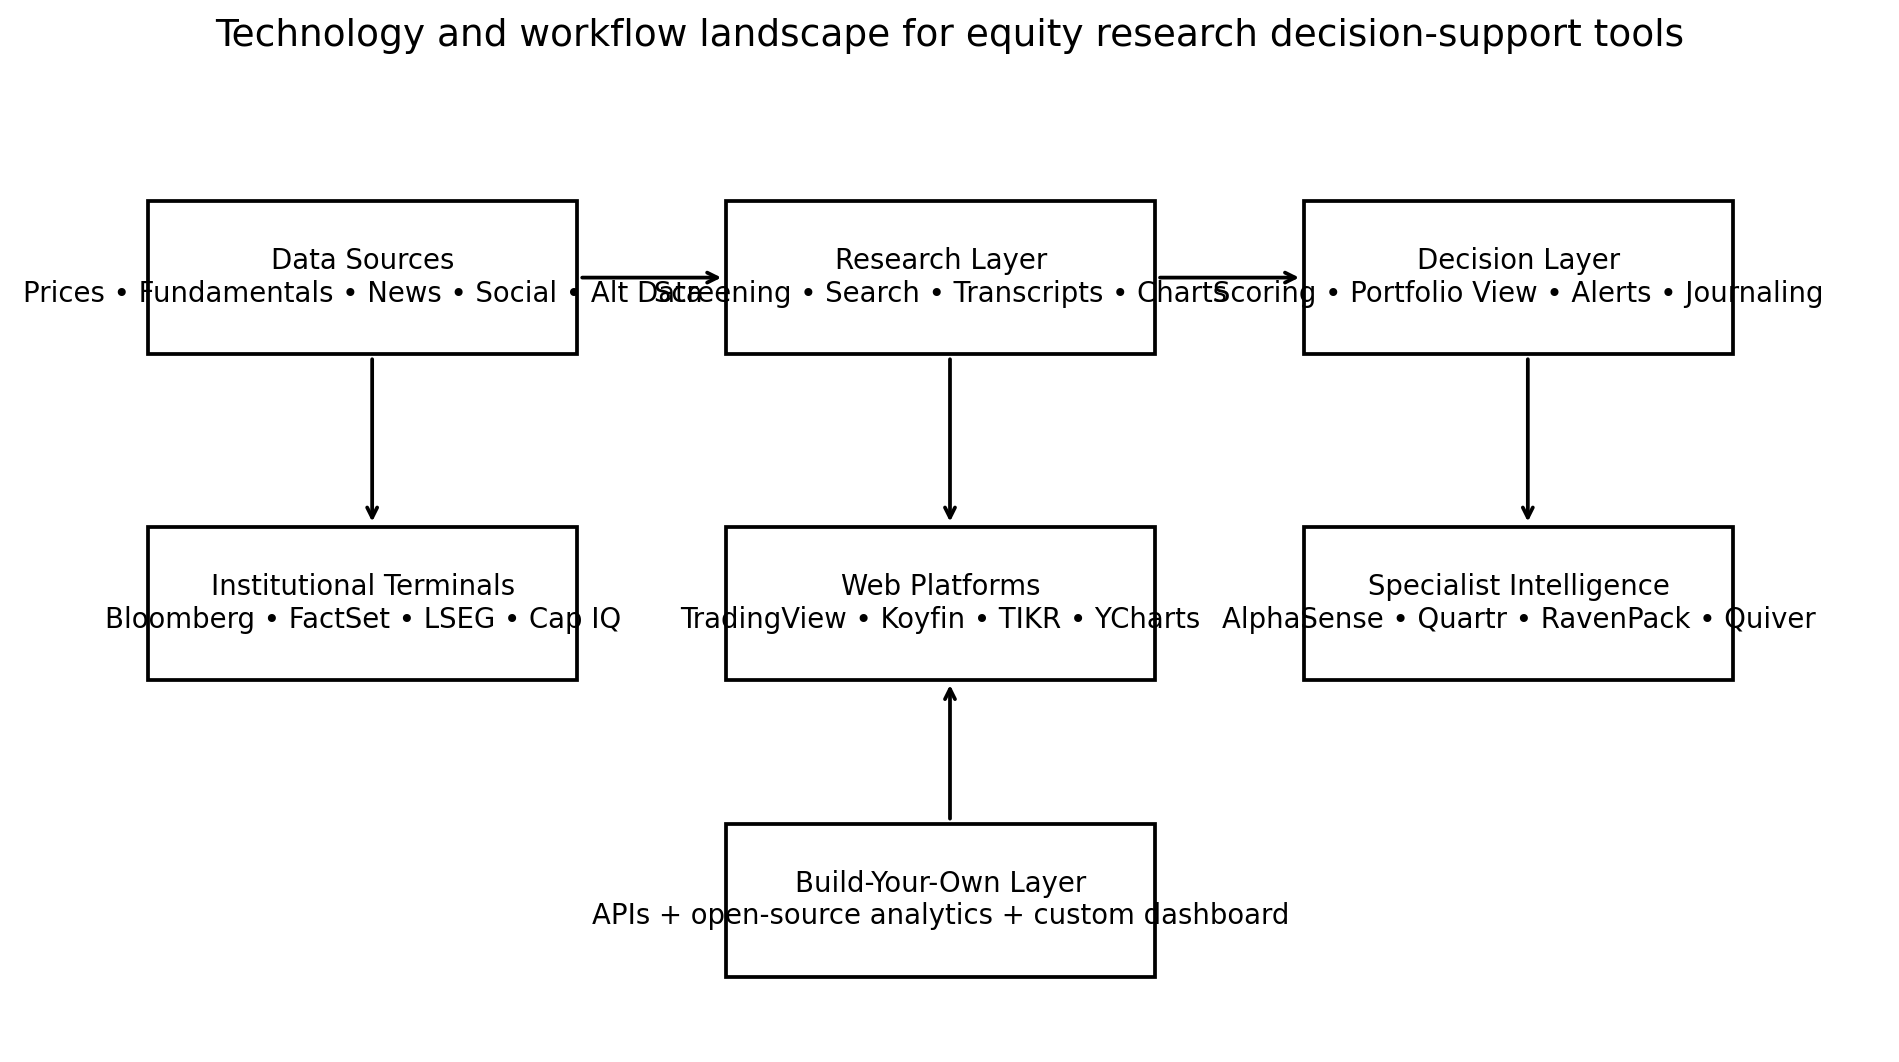 Technology and workflow landscape for equity research decision-support tools
Data Sources
Prices • Fundamentals • News • Social • Alt Data
Research Layer
Screening • Search • Transcripts • Charts
Decision Layer
Scoring • Portfolio View • Alerts • Journaling
Institutional Terminals
Bloomberg • FactSet • LSEG • Cap IQ
Web Platforms
TradingView • Koyfin • TIKR • YCharts
Specialist Intelligence
AlphaSense • Quartr • RavenPack • Quiver
Build-Your-Own Layer
APIs + open-source analytics + custom dashboard